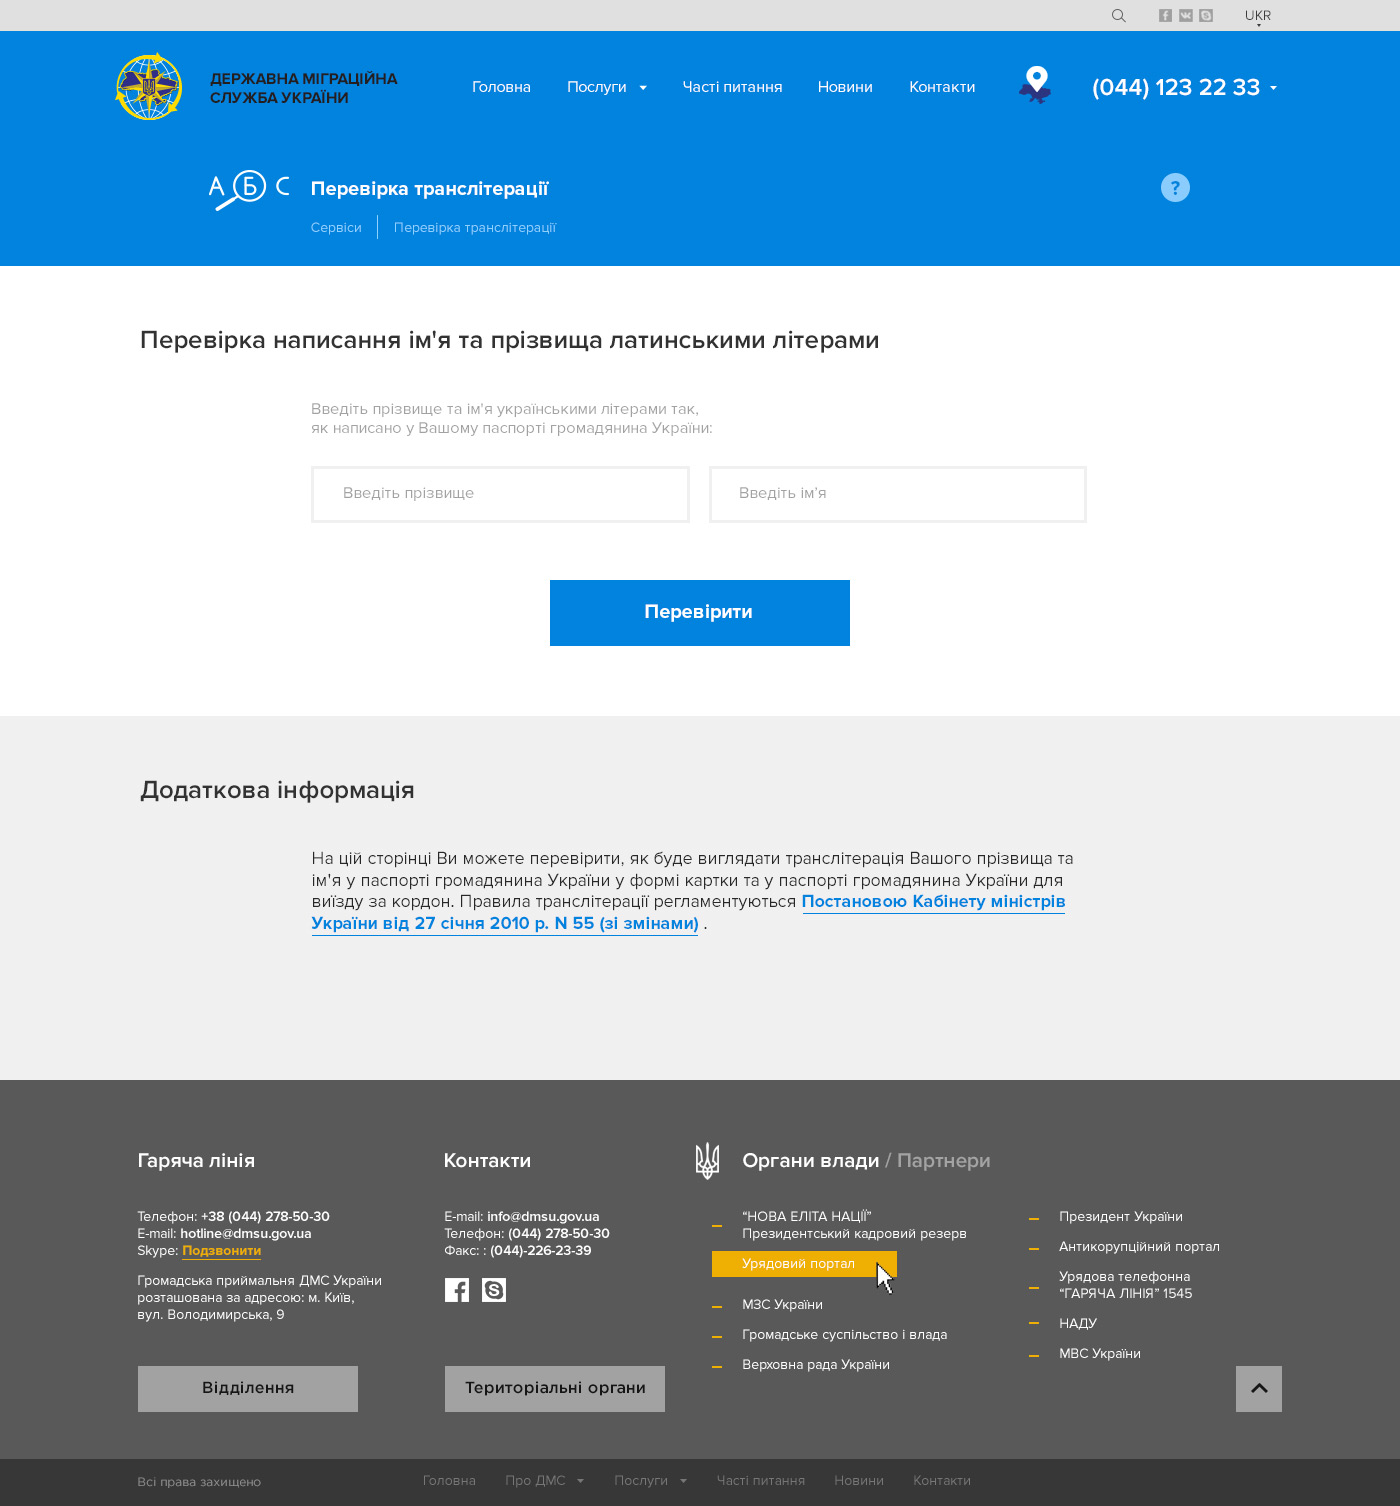 UKR
ДЕРЖАВНА МІГРАЦІЙНА
СЛУЖБА УКРАЇНИ
Головна Послуги Часті питання Новини Контакти (044) 123 22 33
АБС Перевірка транслітерації ?
Сервіси Перевірка транслітерації
Перевірка написання ім'я та прізвища латинськими літерами
Введіть прізвище та ім'я українськими літерами так,
як написано у Вашому паспорті громадянина України:
Введіть прізвище Введіть ім'я
Перевірити
Додаткова інформація
На цій сторінці Ви можете перевірити, як буде виглядати транслітерація Вашого прізвища та
ім'я у паспорті громадянина України у формі картки та у паспорті громадянина України для
виїзду за кордон. Правила транслітерації регламентуються Постановою Кабінету міністрів
України від 27 січня 2010 р. N 55 (зі змінами) .
Гаряча лінія
Телефон: +38 (044) 278-50-30
E-mail: hotline@dmsu.gov.ua
Skype: Подзвонити
Громадська приймальня ДМС України
розташована за адресою: м. Київ,
вул. Володимирська, 9
Відділення
Контакти
E-mail: info@dmsu.gov.ua
Телефон: (044) 278-50-30
Факс: : (044)-226-23-39
Територіальні органи
Органи влади / Партнери
“НОВА ЕЛІТА НАЦІЇ”
Президентський кадровий резерв
Урядовий портал
МЗС України
Громадське суспільство і влада
Верховна рада України
Президент України
Антикорупційний портал
Урядова телефонна
“ГАРЯЧА ЛІНІЯ” 1545
НАДУ
МВС України
Всі права захищено Головна Про ДМС Послуги Часті питання Новини Контакти